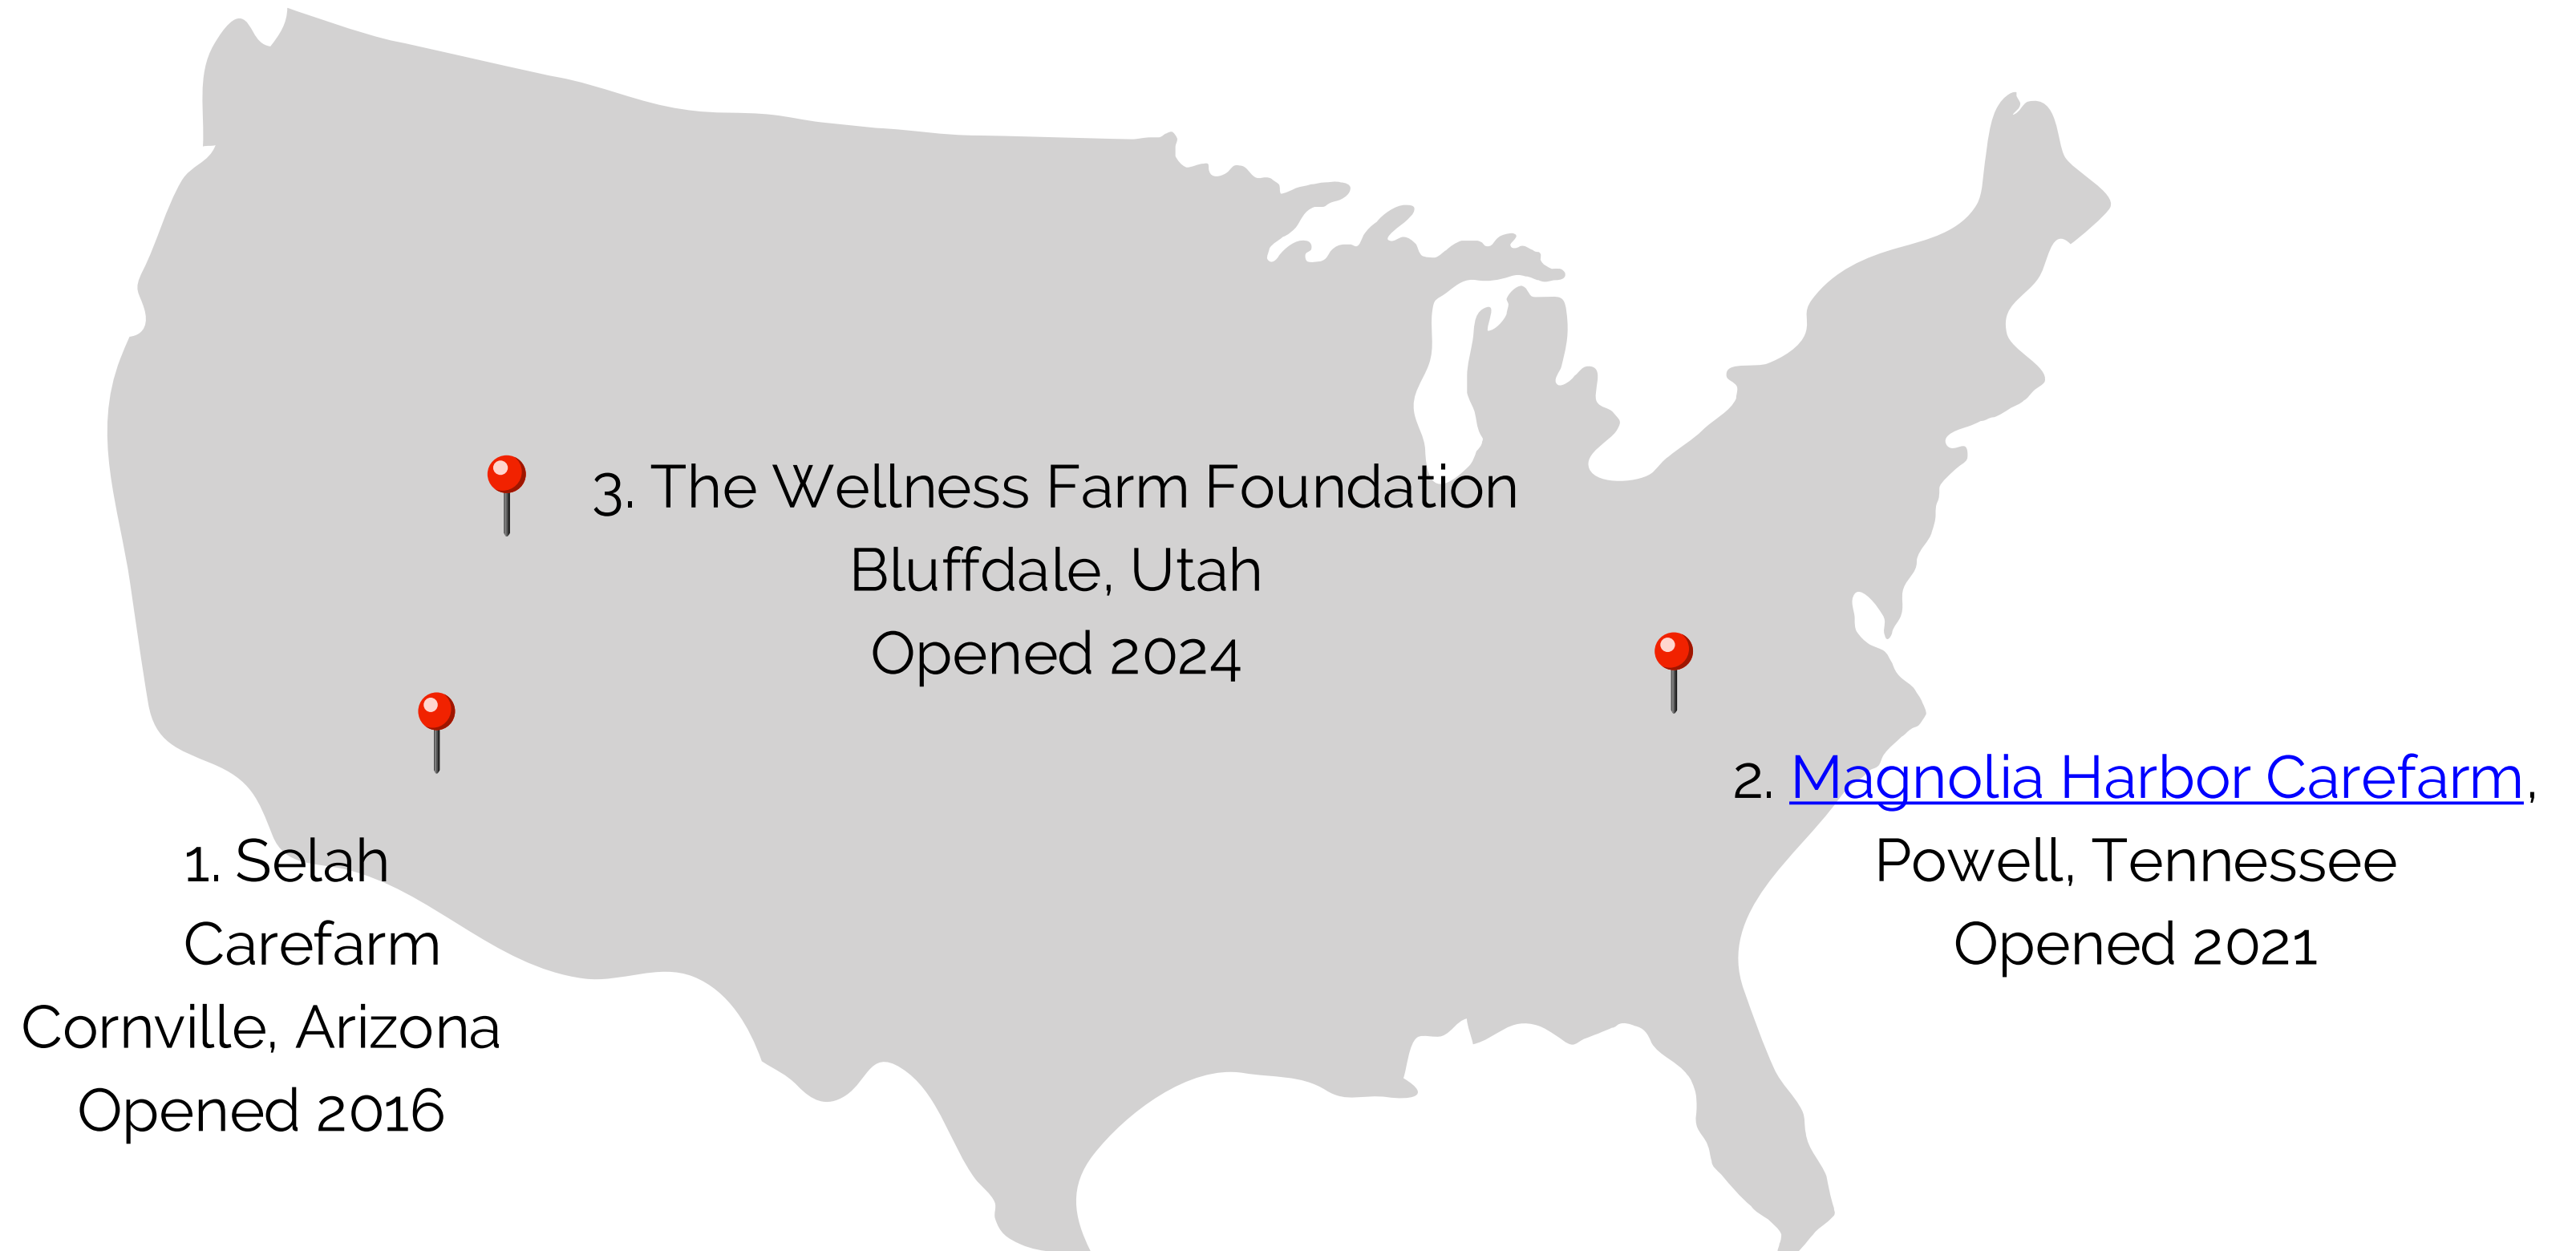 3. The Wellness Farm Foundation
Bluffdale, Utah
Opened 2024
2. Magnolia Harbor Carefarm,
Powell, Tennessee
Opened 2021
1. Selah
Carefarm
Cornville, Arizona
Opened 2016